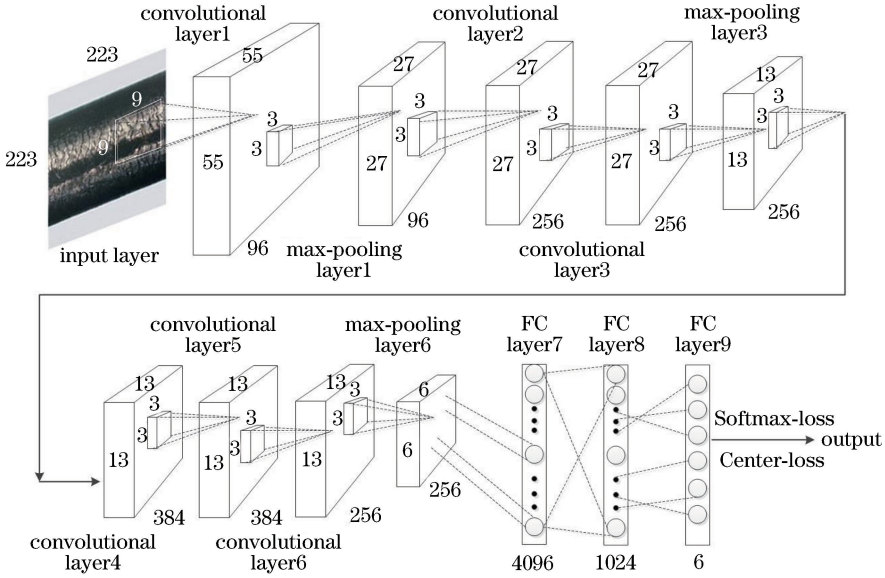 convolutional
layer1
convolutional
layer2
max-pooling
layer3
223
55
27
27
27
13
9
3
3
3
3
3
223
9
55
3
27
3
27
3
27
3
13
3
input layer
96
96
256
256
256
max-pooling
layer1
convolutional
layer3
convolutional
layer5
max-pooling
layer6
FC
layer7
FC
layer8
FC
layer9
13
13
13
3
6
3
3
13
3
13
3
13
3
6
Softmax-loss
output
Center-loss
384
384
256
256
convolutional
layer4
convolutional
layer6
4096
1024
6